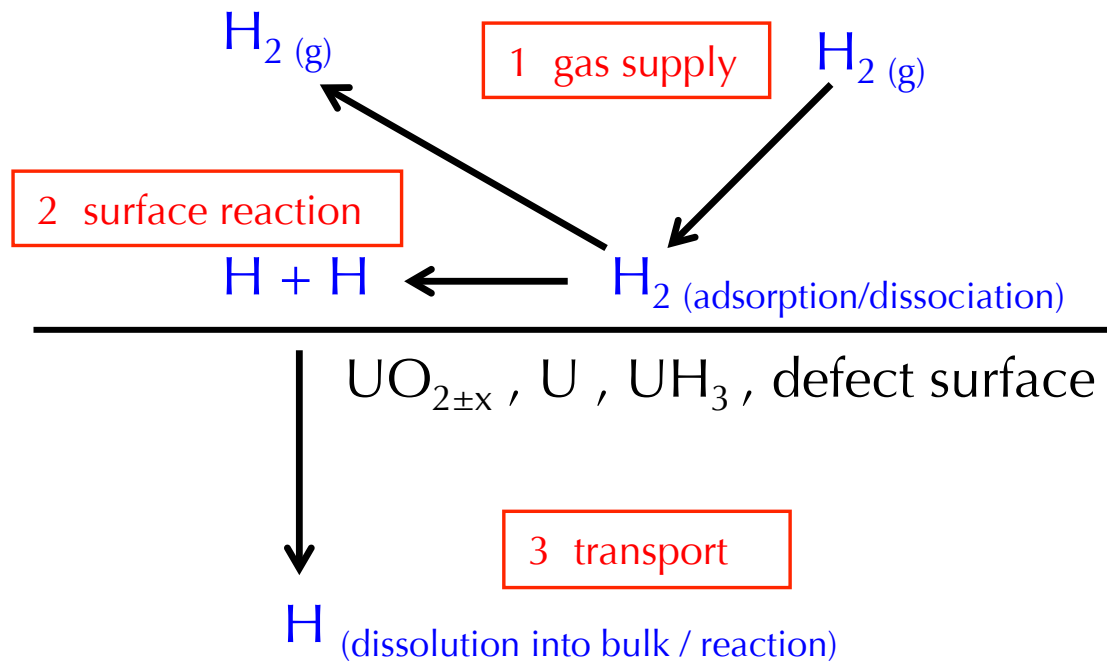 H₂ (g)
1 gas supply
H₂ (g)
2 surface reaction
H + H
H₂ (adsorption/dissociation)
UO₂±ₓ , U , UH₃ , defect surface
3 transport
H (dissolution into bulk / reaction)